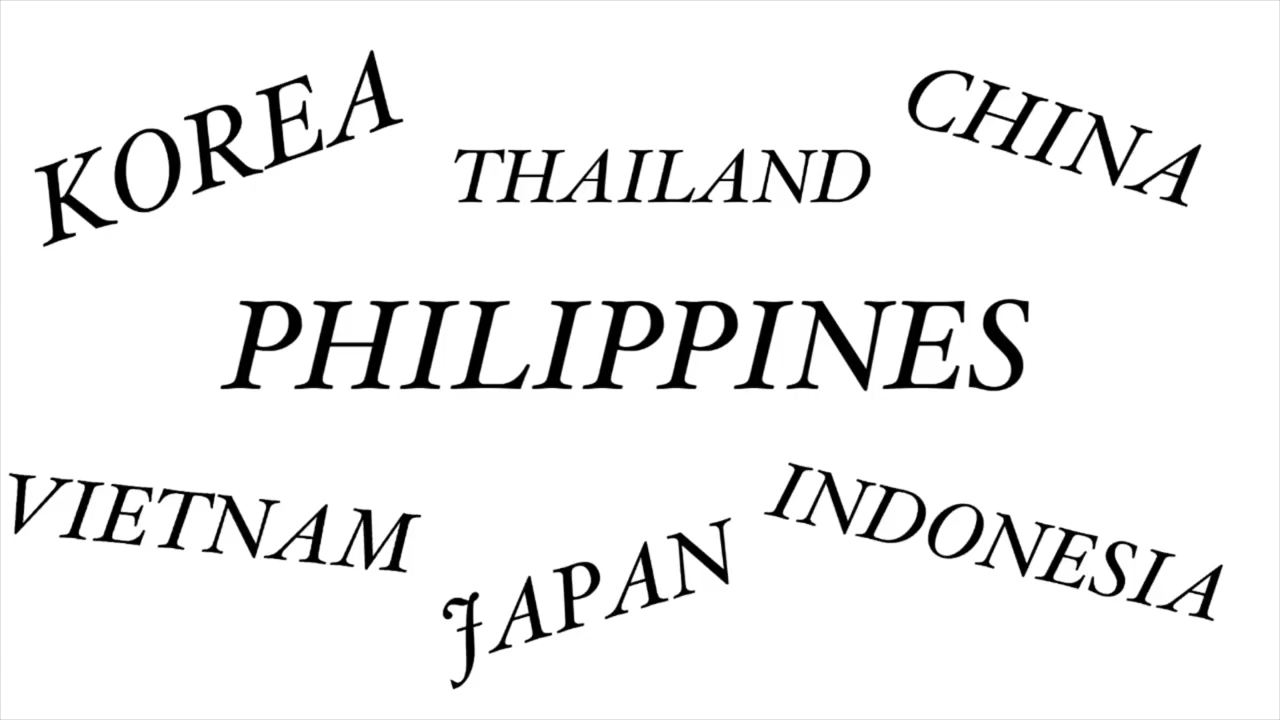 KOREA
THAILAND
CHINA
PHILIPPINES
VIETNAM
JAPAN
INDONESIA